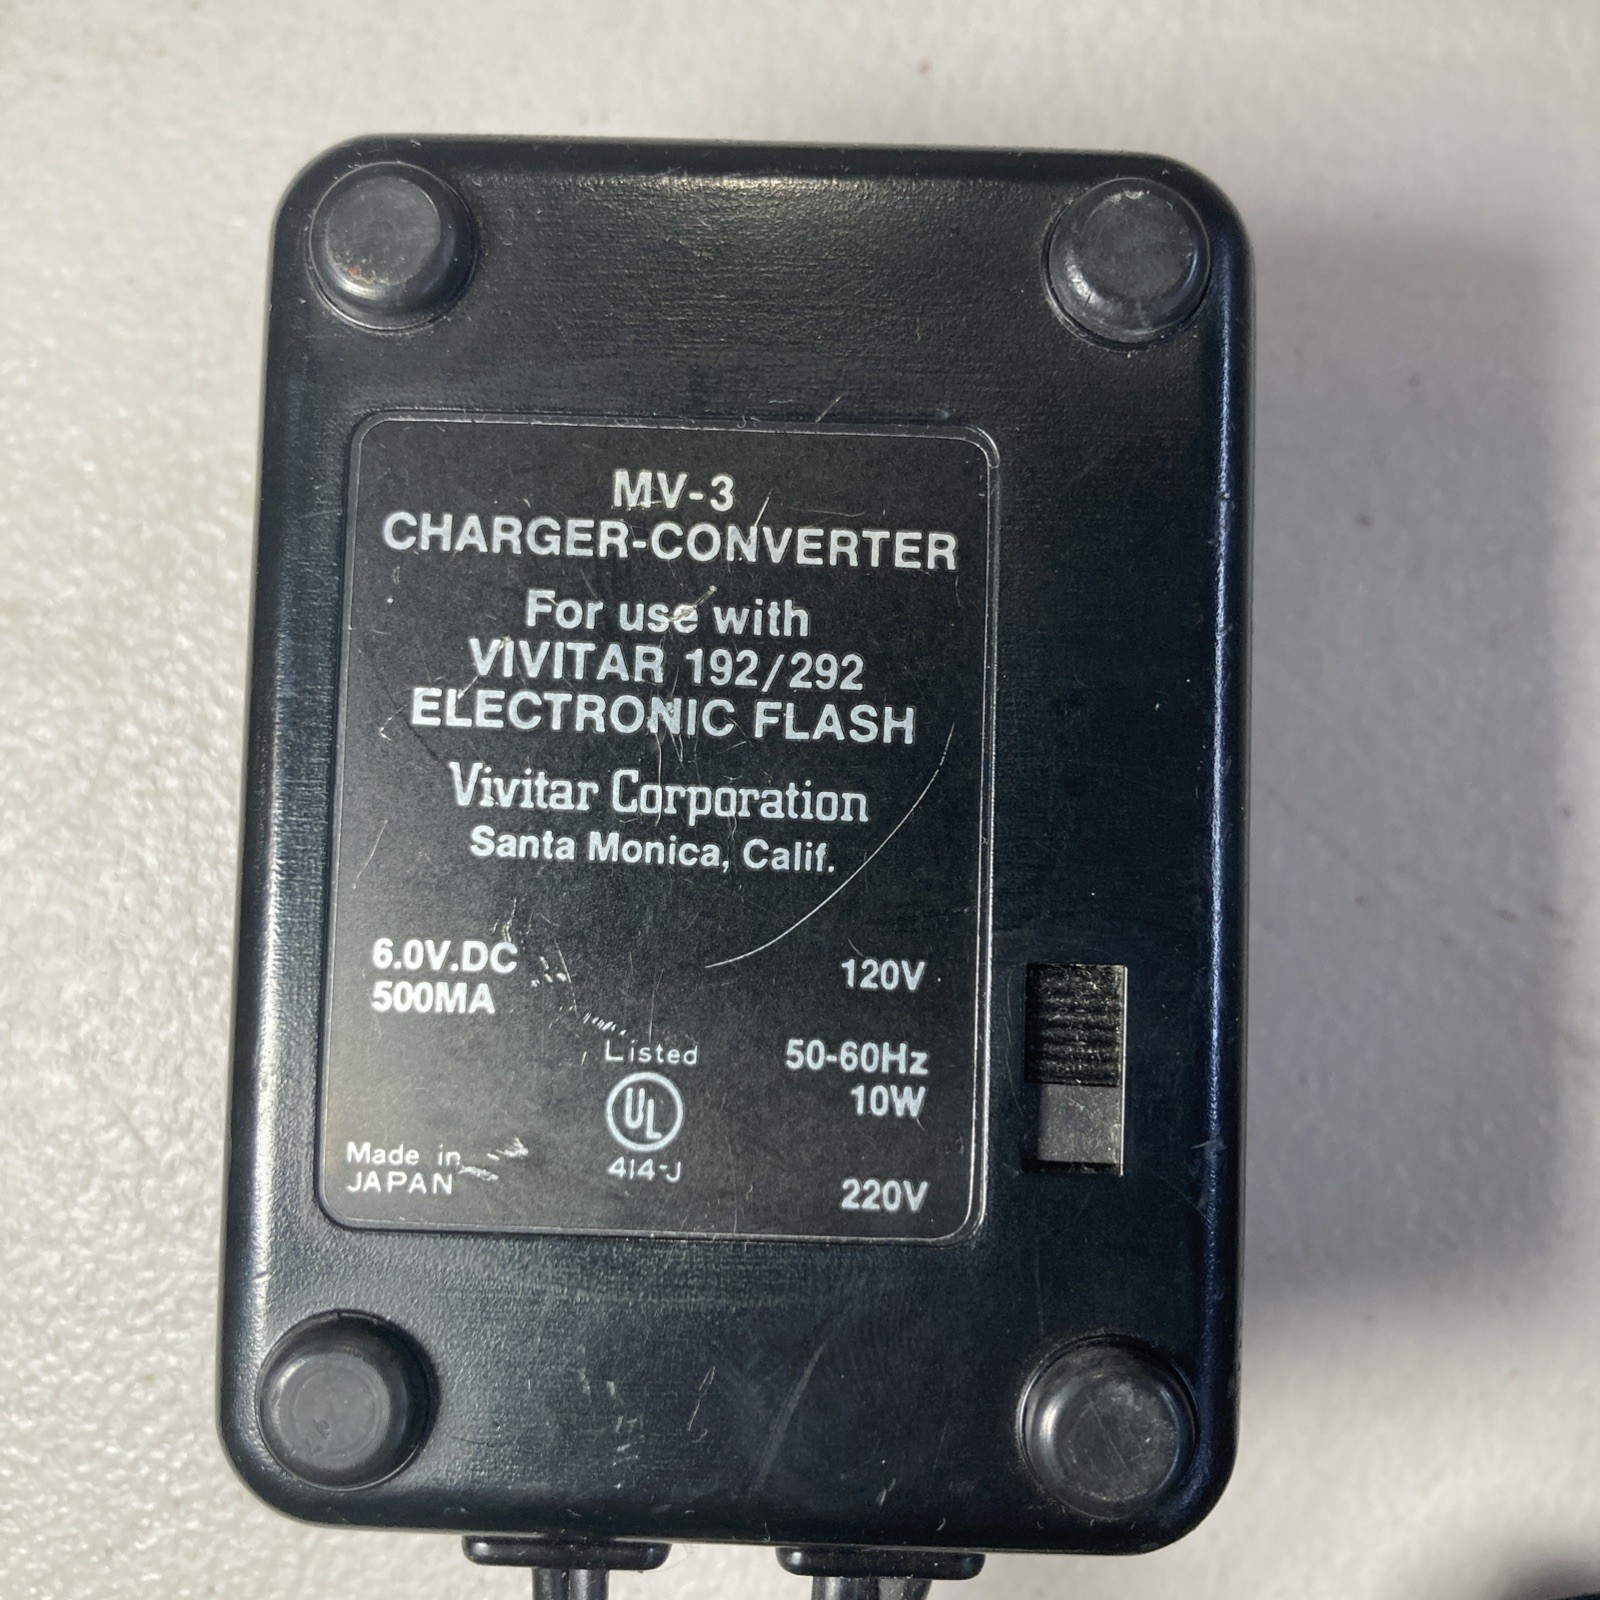 MV-3
CHARGER-CONVERTER
For use with
VIVITAR 192/292
ELECTRONIC FLASH
Vivitar Corporation
Santa Monica, Calif.
6.0V.DC
500MA
120V
50-60Hz
10W
220V
Listed
UL
414-J
Made in
JAPAN